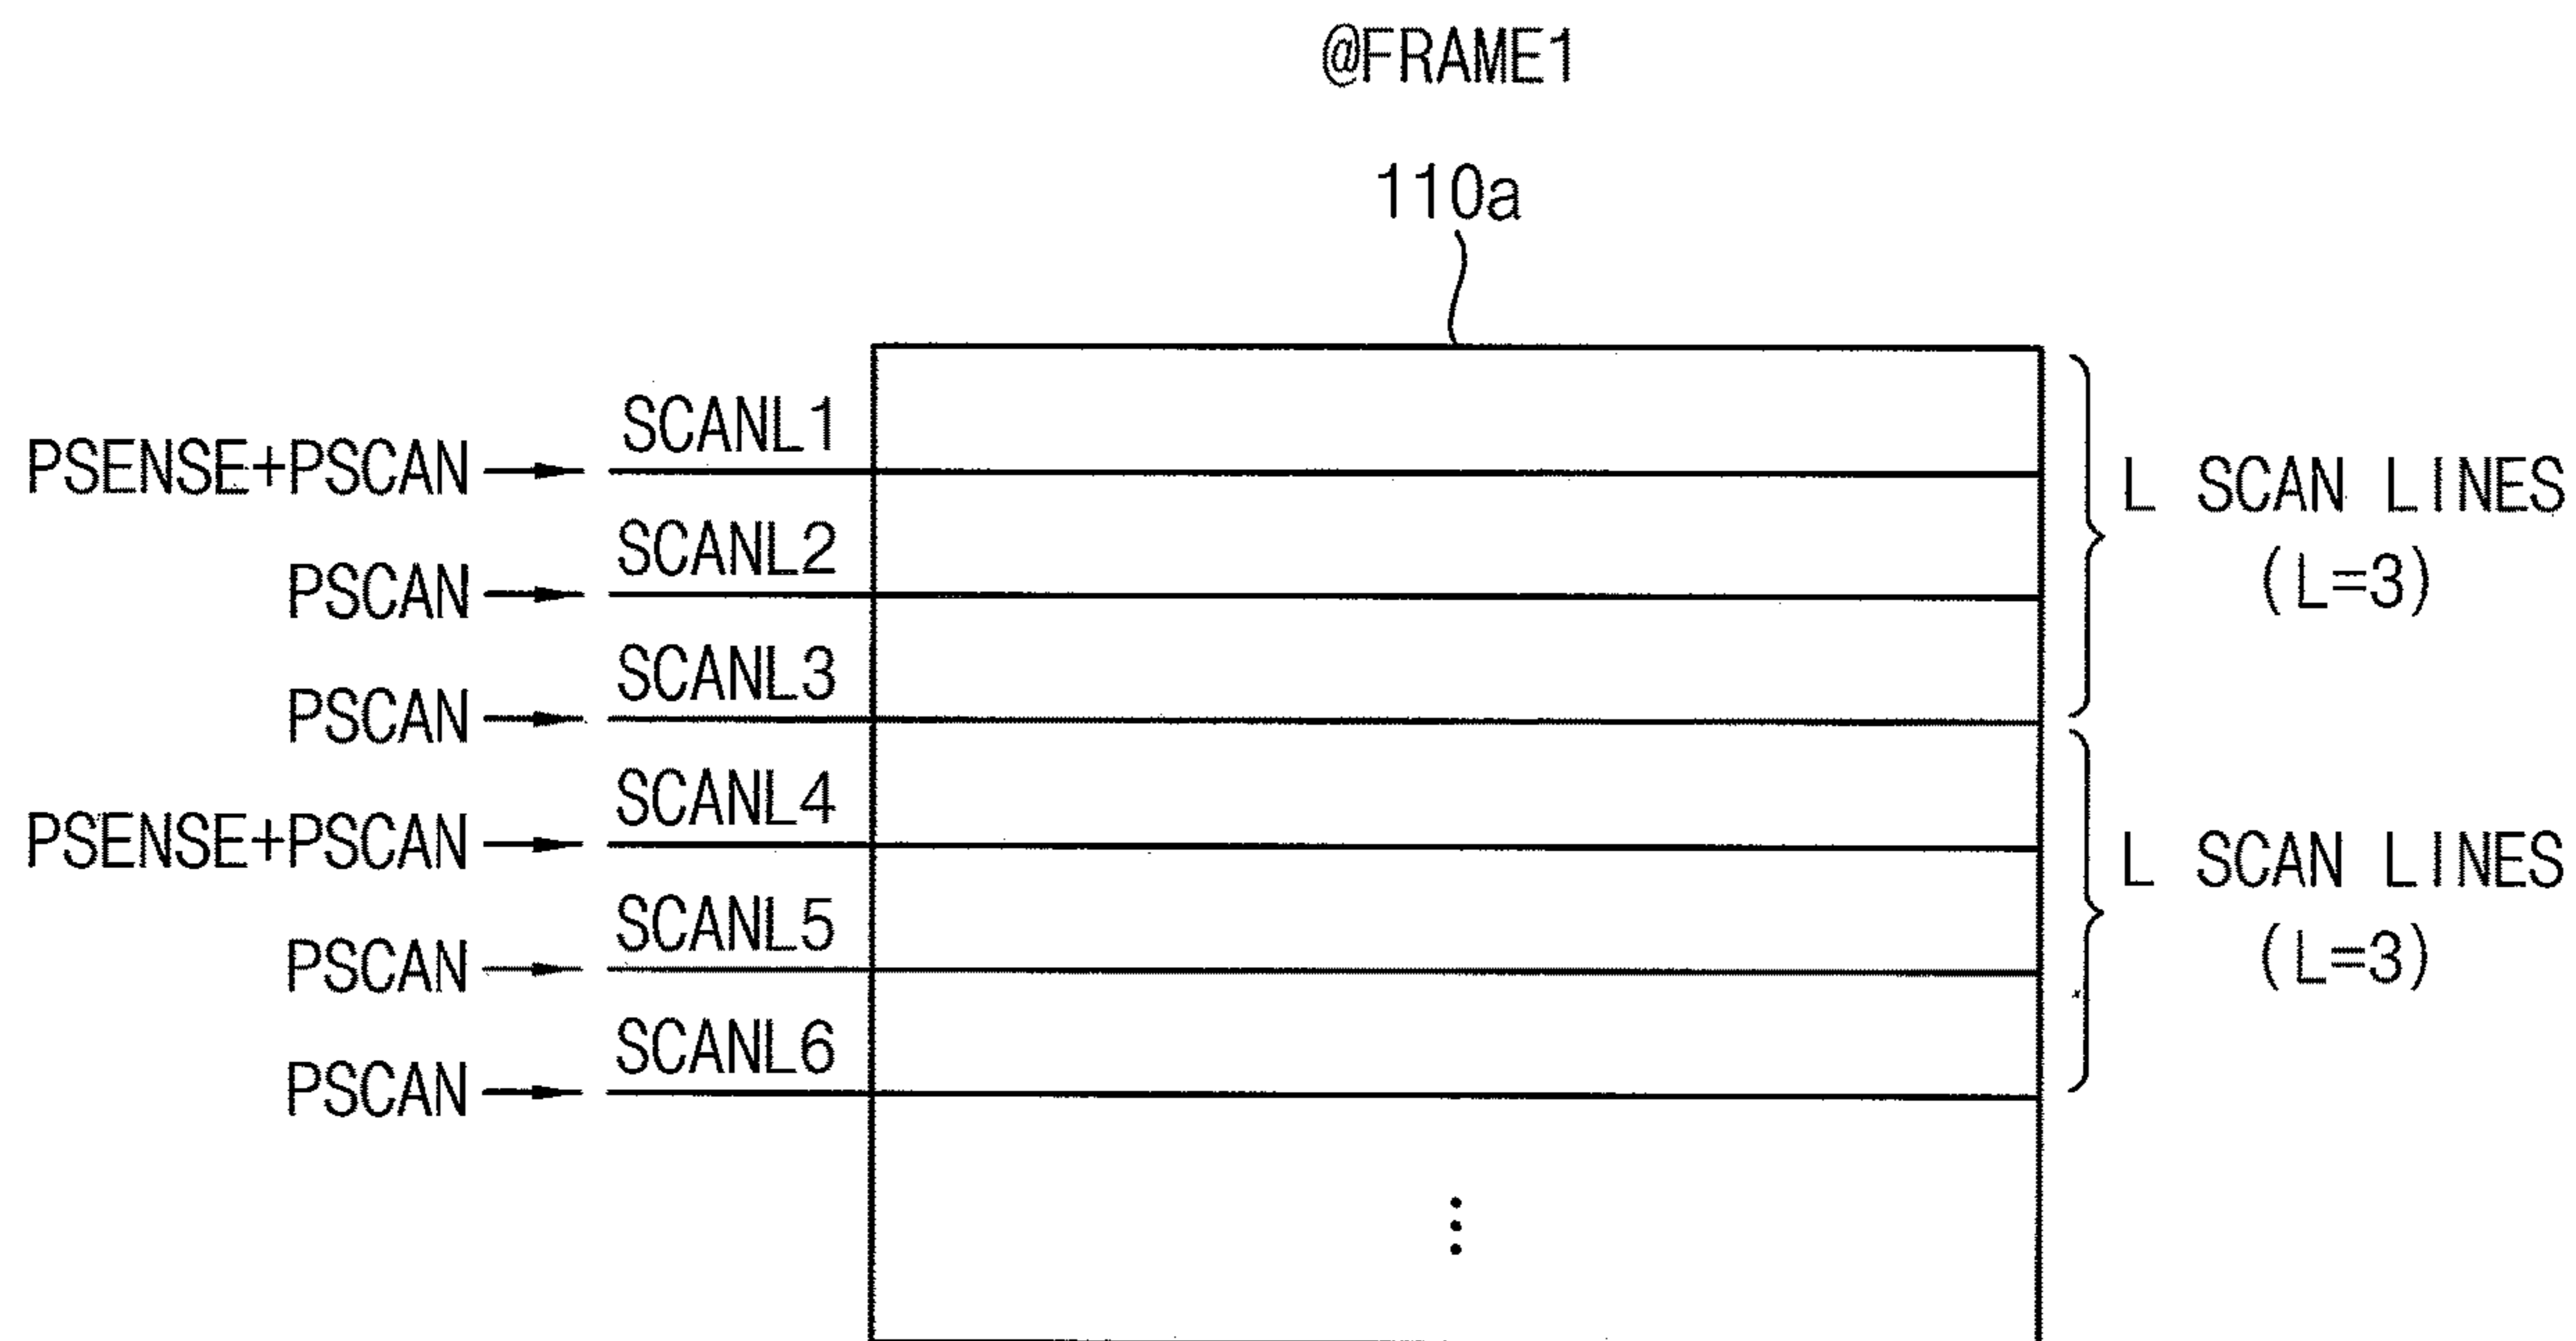 @FRAME1
110a
SCANL1
PSENSE+PSCAN
L SCAN LINES
(L=3)
SCANL2
PSCAN
SCANL3
PSCAN
SCANL4
PSENSE+PSCAN
L SCAN LINES
(L=3)
SCANL5
PSCAN
SCANL6
PSCAN